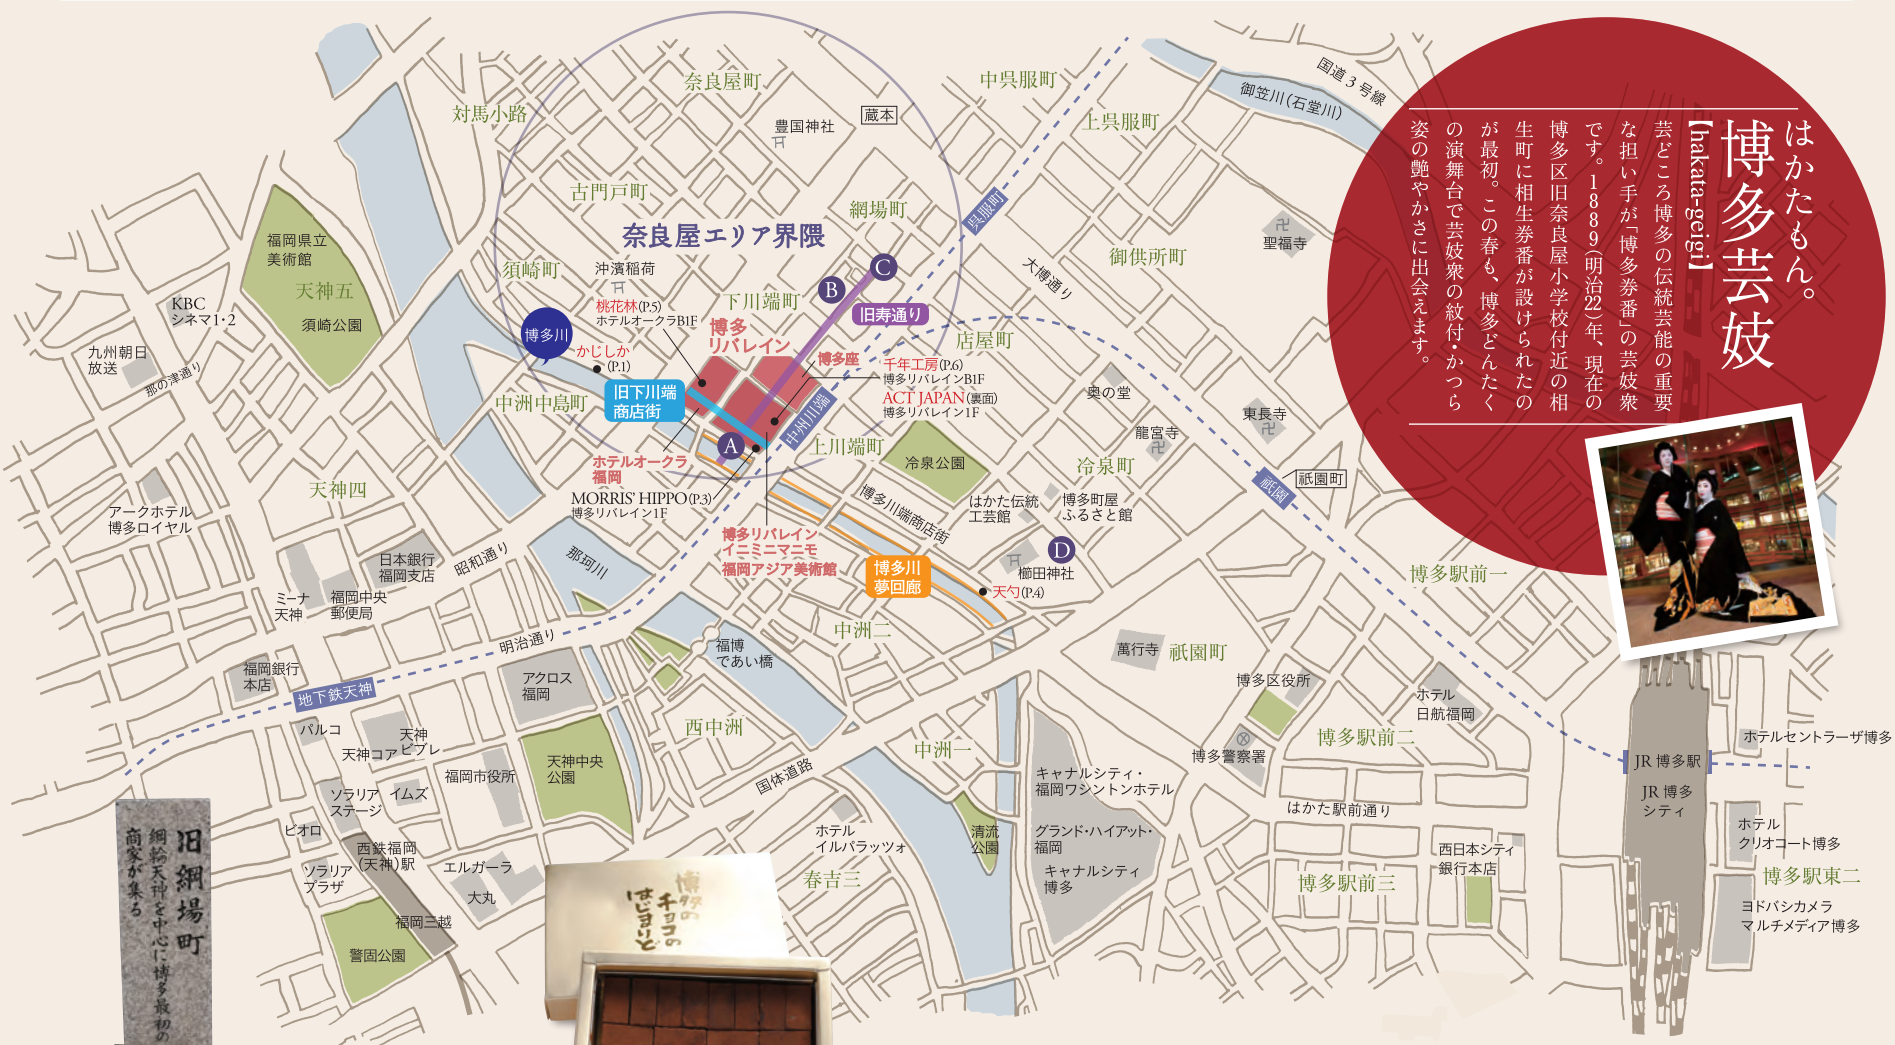 はかたもん。
博多芸妓
【hakata-geigi】
芸どころ博多の伝統芸能の重要
な担い手が「博多券番」の芸妓衆
です。1889(明治22)年、現在の
博多区旧奈良屋小学校付近の相
生町に相生券番が設けられたの
が最初。この春も、博多どんたく
の演舞台で芸妓衆の紋付・かつら
姿の艶やかさに出会えます。
国道3号線
御笠川(石堂川)
中呉服町
上呉服町
奈良屋町
対馬小路
蔵本
豊国神社
古門戸町
網場町
呉服町
聖福寺
奈良屋エリア界隈
御供所町
大博通り
須崎町
沖濱稲荷
桃花林(P.5)
ホテルオークラB1F
下川端町
B
C
旧寿通り
福岡県立
美術館
天神五
須崎公園
KBC
シネマ1・2
九州朝日
放送
那の津通り
博多川
かじしか
(P.1)
博多
リバレイン
博多座
千年工房(P.6)
博多リバレインB1F
ACT JAPAN(裏面)
博多リバレイン1F
店屋町
奥の堂
東長寺
龍宮寺
中洲中島町
旧下川端
商店街
A
中州川端
上川端町
冷泉公園
冷泉町
祇園
祇園町
ホテルオークラ
福岡
MORRIS' HIPPO(P.3)
博多リバレイン1F
天神四
アークホテル
博多ロイヤル
博多川端商店街
はかた伝統
工芸館
博多町屋
ふるさと館
博多リバレイン
イニミニマニモ
福岡アジア美術館
D
櫛田神社
博多川
夢回廊
天勺(P.4)
日本銀行
福岡支店
昭和通り
那珂川
ミーナ
天神
福岡中央
郵便局
明治通り
福博
であい橋
中洲二
萬行寺
祇園町
博多駅前一
福岡銀行
本店
地下鉄天神
アクロス
福岡
博多区役所
ホテル
日航福岡
パルコ
天神コア
天神
ビブレ
西中洲
中洲一
博多警察署
博多駅前二
JR博多駅
JR博多
シティ
ホテルセントラーザ博多
福岡市役所
天神中央
公園
国体道路
キャナルシティ・
福岡ワシントンホテル
はかた駅前通り
ソラリア
ステージ
イムズ
ビオロ
ソラリア
プラザ
西鉄福岡
(天神)駅
エルガーラ
大丸
ホテル
イルパラッツォ
清流
公園
グランド・ハイアット・
福岡
キャナルシティ
博多
西日本シティ
銀行本店
ホテル
クリオコート博多
春吉三
博多駅前三
博多駅東二
ヨドバシカメラ
マルチメディア博多
福岡三越
警固公園
旧網場町
綱輪天神を中心に博多最初の
商家が集る
博多の
チョコの
はじまりど